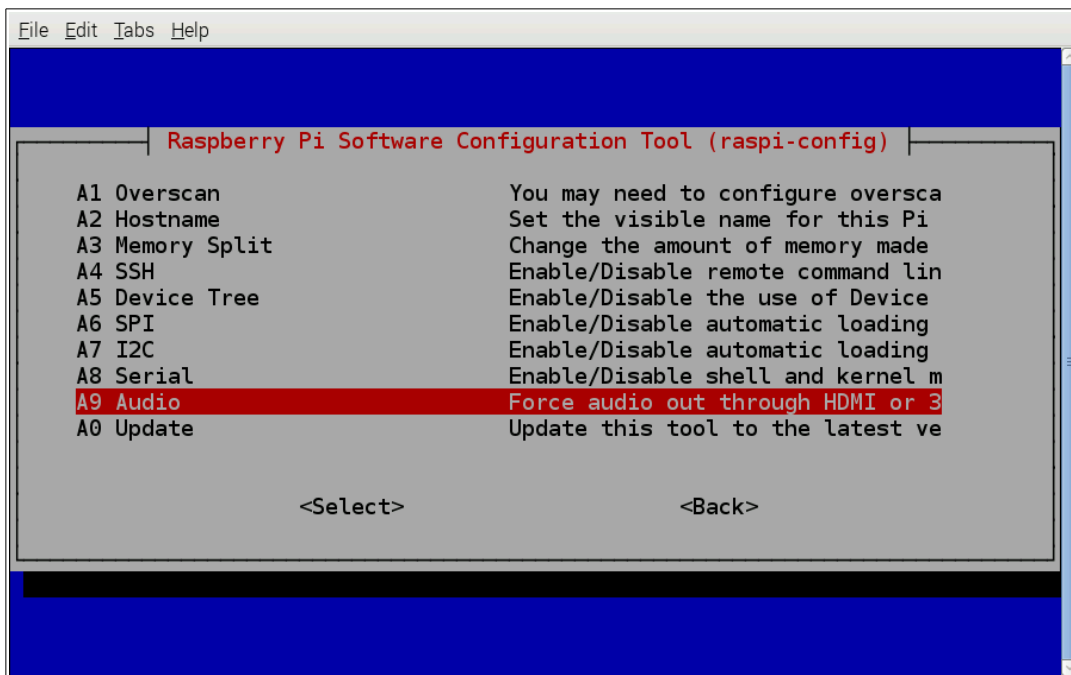 File Edit Tabs Help
Raspberry Pi Software Configuration Tool (raspi-config)
A1 Overscan You may need to configure oversca
A2 Hostname Set the visible name for this Pi
A3 Memory Split Change the amount of memory made
A4 SSH Enable/Disable remote command lin
A5 Device Tree Enable/Disable the use of Device
A6 SPI Enable/Disable automatic loading
A7 I2C Enable/Disable automatic loading
A8 Serial Enable/Disable shell and kernel m
A9 Audio Force audio out through HDMI or 3
A0 Update Update this tool to the latest ve
<Select> <Back>